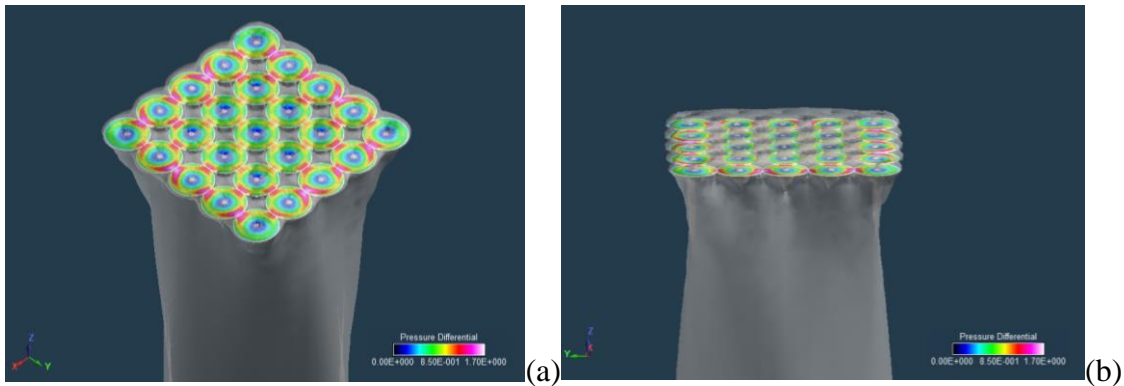 Pressure Differential
0.00E+000 8.50E-001 1.70E+000
Z
X
Y
(a)
Pressure Differential
0.00E+000 8.50E-001 1.70E+000
Z
Y
X
(b)